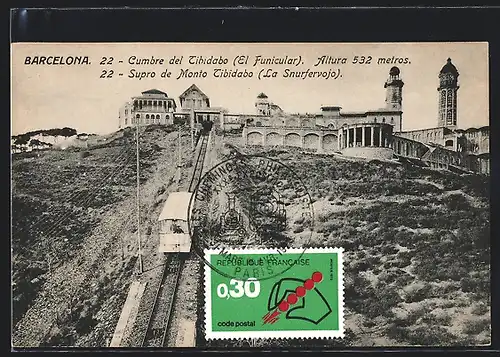 BARCELONA. 22 - Cumbre del Tibidabo (El Funicular). Altura 532 metros.
22 - Supro de Monto Tibidabo (La Snurfervojo).
REPUBLIQUE FRANÇAISE
0,30
code postal
PARIS